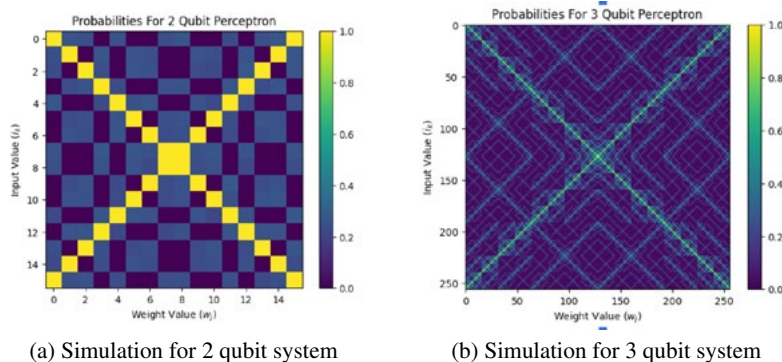 Probabilities For 2 Qubit Perceptron
0
2
4
6
8
10
12
14
Input Value (i_k)
0 2 4 6 8 10 12 14
Weight Value (w_j)
1.0
0.8
0.6
0.4
0.2
0.0
(a) Simulation for 2 qubit system
Probabilities For 3 Qubit Perceptron
0
50
100
150
200
250
Input Value (i_k)
0 50 100 150 200 250
Weight Value (w_j)
1.0
0.8
0.6
0.4
0.2
0.0
(b) Simulation for 3 qubit system